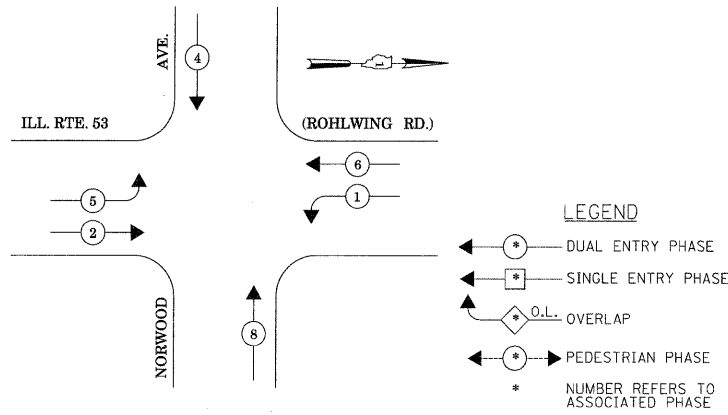 AVE.
4
ILL. RTE. 53
(ROHLWING RD.)
6
5
1
2
8
NORWOOD
LEGEND
* DUAL ENTRY PHASE
* SINGLE ENTRY PHASE
* O.L. OVERLAP
* PEDESTRIAN PHASE
* NUMBER REFERS TO
ASSOCIATED PHASE